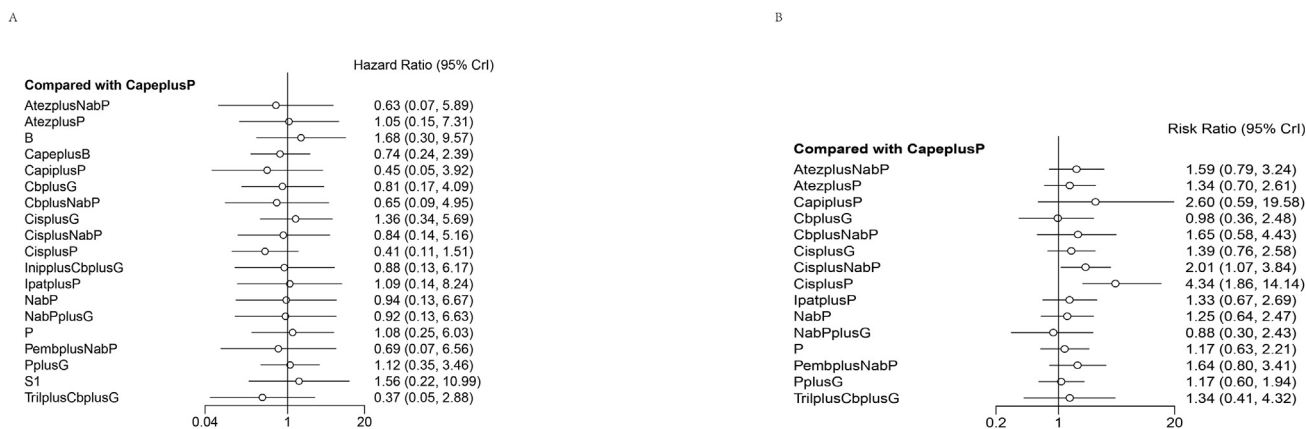 A
Hazard Ratio (95% CrI)
Compared with CapeplusP
AtezplusNabP 0.63 (0.07, 5.89)
AtezplusP 1.05 (0.15, 7.31)
B 1.68 (0.30, 9.57)
CapeplusB 0.74 (0.24, 2.39)
CapiplusP 0.45 (0.05, 3.92)
CbplusG 0.81 (0.17, 4.09)
CbplusNabP 0.65 (0.09, 4.95)
CisplusG 1.36 (0.34, 5.69)
CisplusNabP 0.84 (0.14, 5.16)
CisplusP 0.41 (0.11, 1.51)
InipplusCbplusG 0.88 (0.13, 6.17)
IpatplusP 1.09 (0.14, 8.24)
NabP 0.94 (0.13, 6.67)
NabPplusG 0.92 (0.13, 6.63)
P 1.08 (0.25, 6.03)
PembplusNabP 0.69 (0.07, 6.56)
PplusG 1.12 (0.35, 3.46)
S1 1.56 (0.22, 10.99)
TrilplusCbplusG 0.37 (0.05, 2.88)
0.04 1 20
B
Risk Ratio (95% CrI)
Compared with CapeplusP
AtezplusNabP 1.59 (0.79, 3.24)
AtezplusP 1.34 (0.70, 2.61)
CapiplusP 2.60 (0.59, 19.58)
CbplusG 0.98 (0.36, 2.48)
CbplusNabP 1.65 (0.58, 4.43)
CisplusG 1.39 (0.76, 2.58)
CisplusNabP 2.01 (1.07, 3.84)
CisplusP 4.34 (1.86, 14.14)
IpatplusP 1.33 (0.67, 2.69)
NabP 1.25 (0.64, 2.47)
NabPplusG 0.88 (0.30, 2.43)
P 1.17 (0.63, 2.21)
PembplusNabP 1.64 (0.80, 3.41)
PplusG 1.17 (0.60, 1.94)
TrilplusCbplusG 1.34 (0.41, 4.32)
0.2 1 20